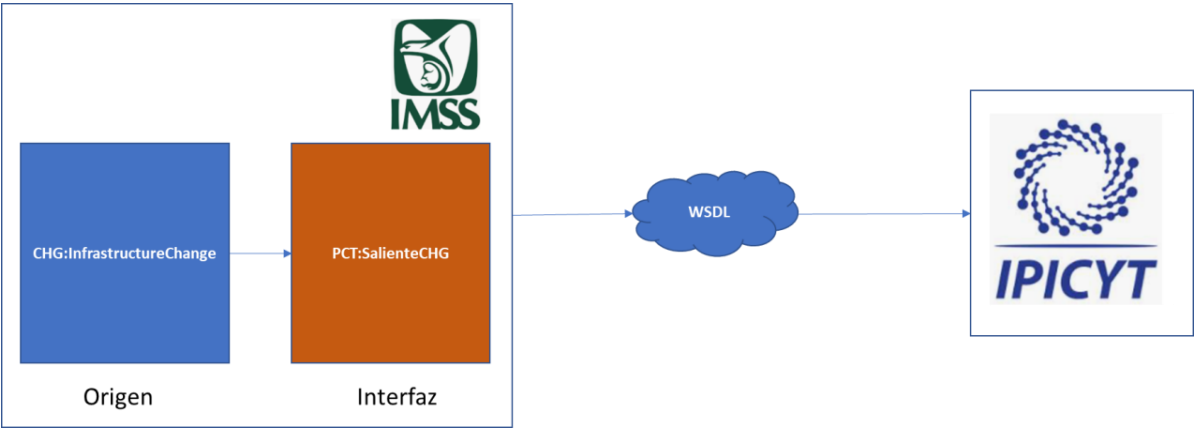 IMSS
CHG:InfrastructureChange
PCT:SalienteCHG
WSDL
IPICYT
Origen
Interfaz